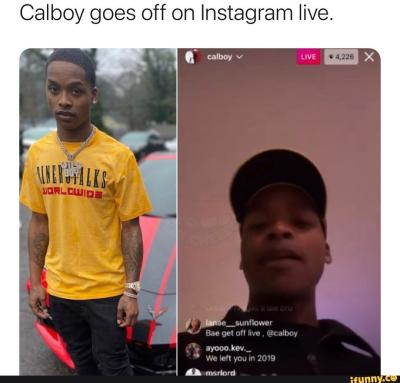 Calboy goes off on Instagram live.
calboy
LIVE
4,226
WORLDWIDE
lanae__sunflower
Bae get off live , @calboy
ayooo.kev._
We left you in 2019
msrlord
ifunny.co